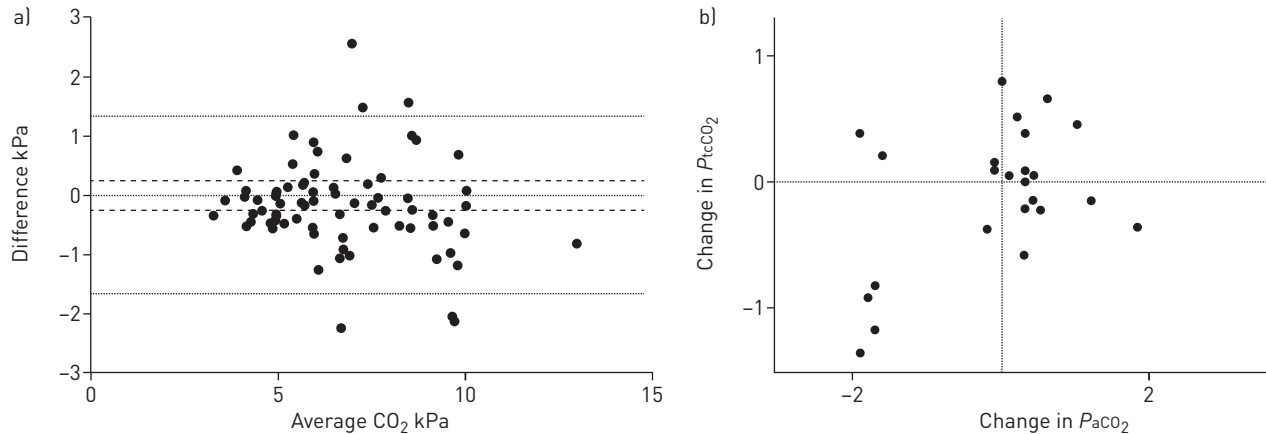 a)
Difference kPa
3
2
1
0
–1
–2
–3
0 5 10 15
Average CO2 kPa
b)
Change in PtcCO2
1
0
–1
–2 2
Change in PaCO2